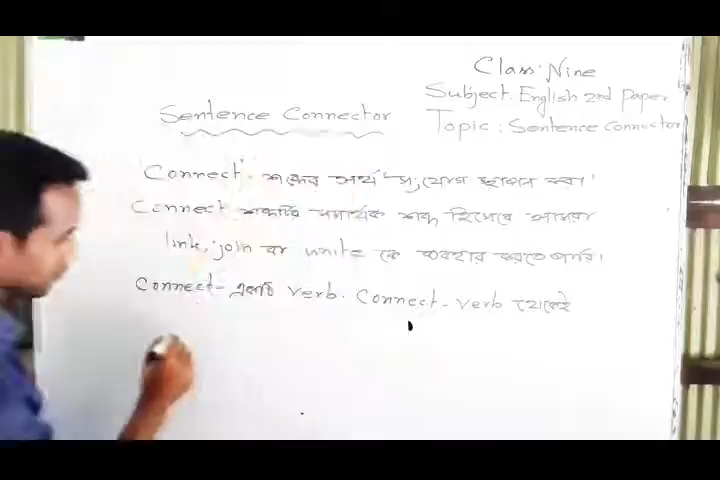 Class: Nine
Subject: English 2nd Paper
Topic: Sentence Connector
Sentence Connector
"Connect"- শব্দের অর্থ সংযোগ স্থাপন করা।
Connect শব্দটির সমার্থক শব্দ হিসেবে আমরা
link, join বা unite কে ব্যবহার করতে পারি।
Connect- একটি verb. Connect- verb থেকেই